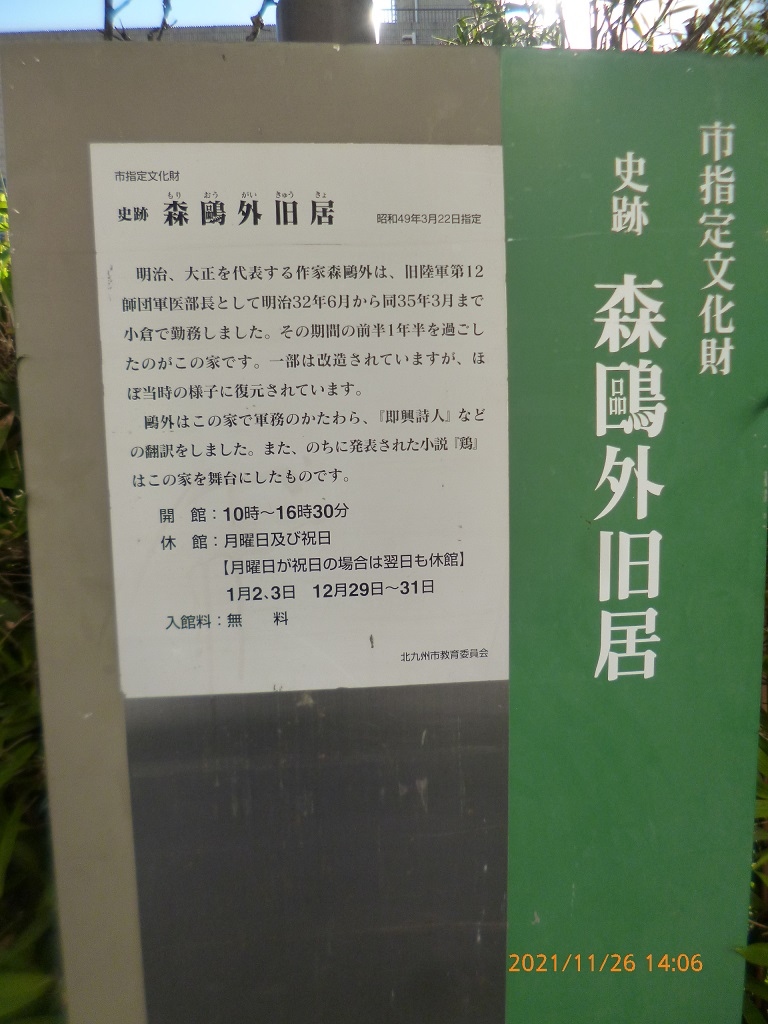 市指定文化財
史跡 森鷗外旧居
市指定文化財
もり おう がい きゅう きょ
史跡 森鷗外旧居 昭和49年3月22日指定
明治、大正を代表する作家森鷗外は、旧陸軍第12
師団軍医部長として明治32年6月から同35年3月まで
小倉で勤務しました。その期間の前半1年半を過ごし
たのがこの家です。一部は改造されていますが、ほ
ぼ当時の様子に復元されています。
鷗外はこの家で軍務のかたわら、『即興詩人』など
の翻訳をしました。また、のちに発表された小説『鶏』
はこの家を舞台にしたものです。
開 館：10時～16時30分
休 館：月曜日及び祝日
【月曜日が祝日の場合は翌日も休館】
1月2、3日 12月29日～31日
入館料：無 料
北九州市教育委員会
2021/11/26 14:06